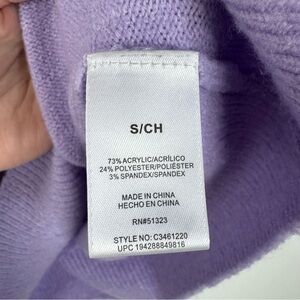 S/CH
73% ACRYLIC/ACRÍLICO
24% POLYESTER/POLIÉSTER
3% SPANDEX/SPANDEX
MADE IN CHINA
HECHO EN CHINA
RN#51323
STYLE NO: C3461220
UPC 194288849816